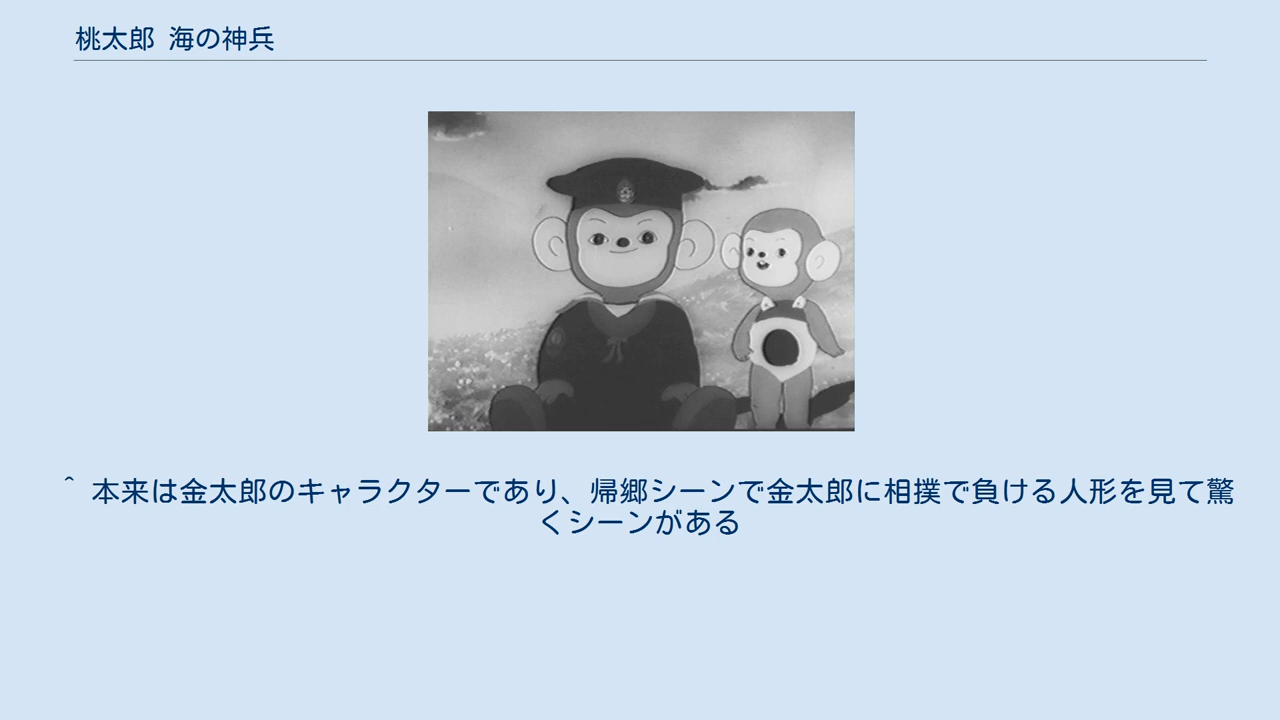 桃太郎 海の神兵
^ 本来は金太郎のキャラクターであり、帰郷シーンで金太郎に相撲で負ける人形を見て驚
くシーンがある